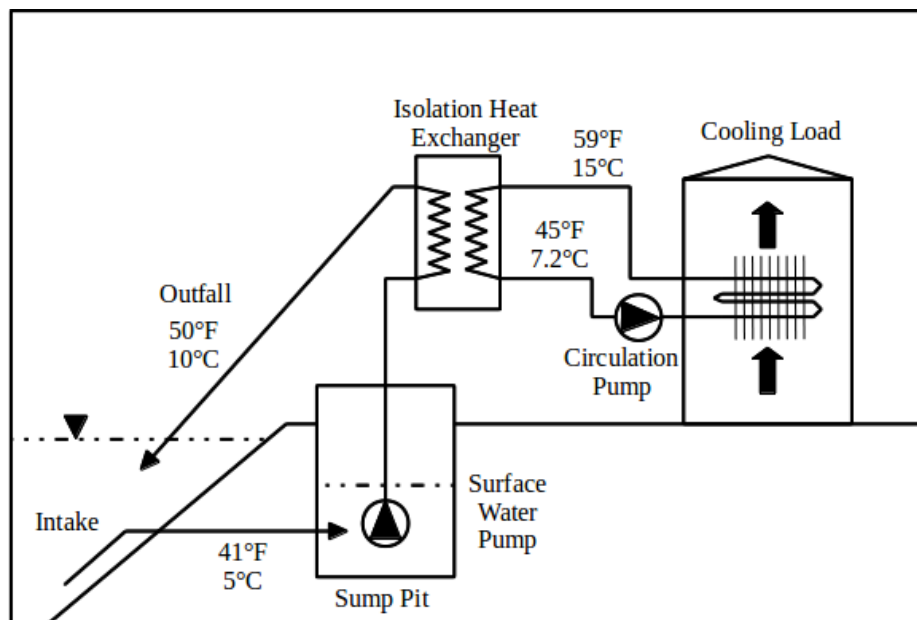 Isolation Heat
Exchanger
59°F
15°C
Cooling Load
45°F
7.2°C
Outfall
50°F
10°C
Circulation
Pump
Intake
41°F
5°C
Surface
Water
Pump
Sump Pit